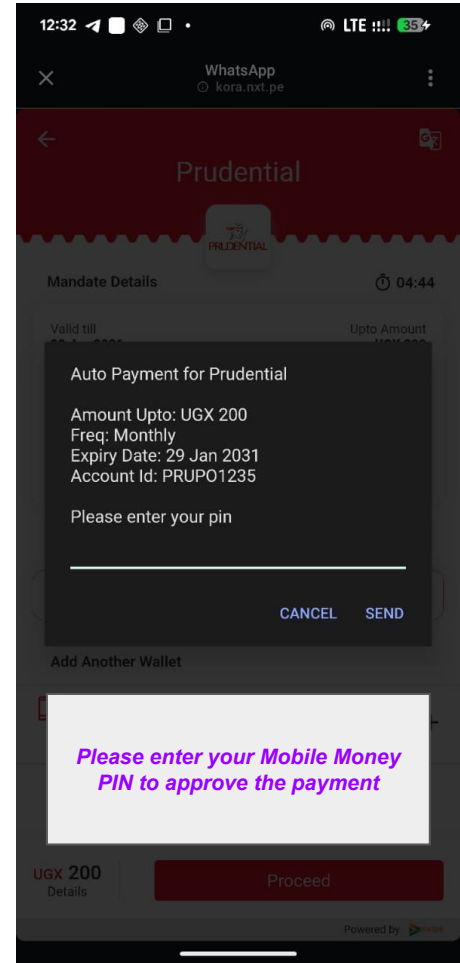 12:32
LTE
35
WhatsApp
kora.nxt.pe
Prudential
PRUDENTIAL
Mandate Details
04:44
Valid till
Upto Amount
Auto Payment for Prudential
Amount Upto: UGX 200
Freq: Monthly
Expiry Date: 29 Jan 2031
Account Id: PRUPO1235
Please enter your pin
CANCEL SEND
Add Another Wallet
Please enter your Mobile Money
PIN to approve the payment
UGX 200
Details
Proceed
Powered by